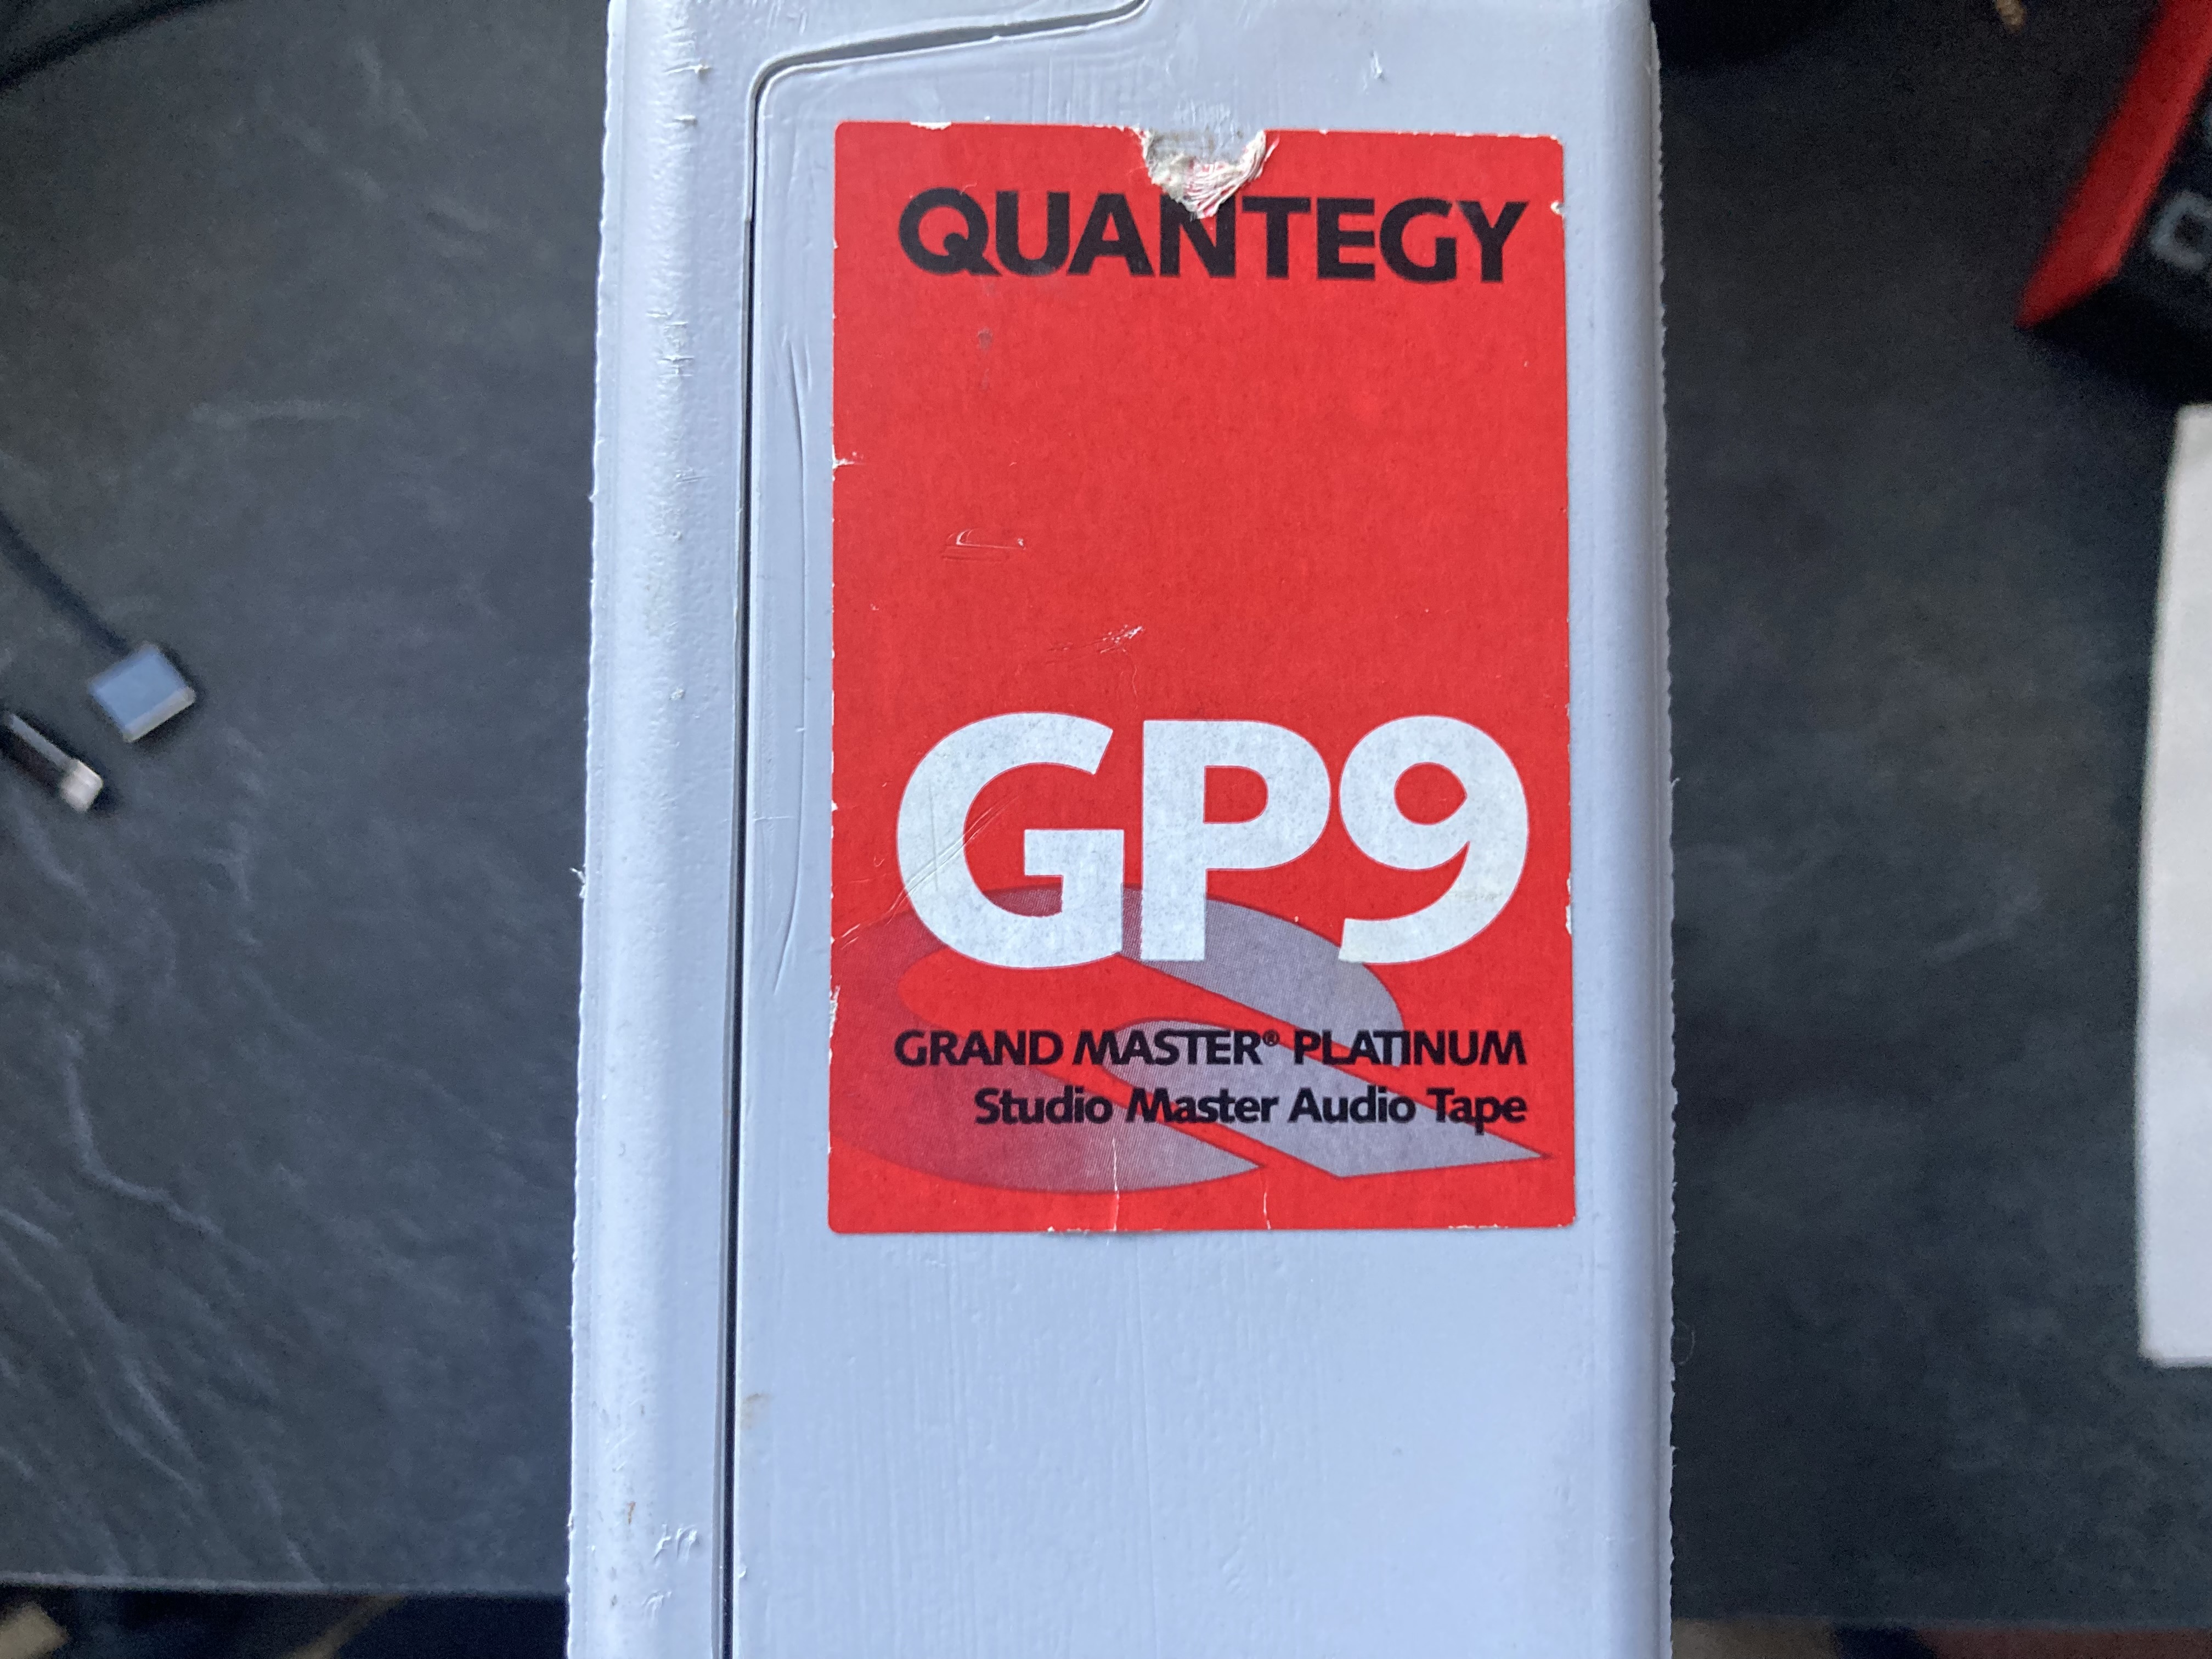 QUANTEGY
GP9
GRAND MASTER® PLATINUM
Studio Master Audio Tape